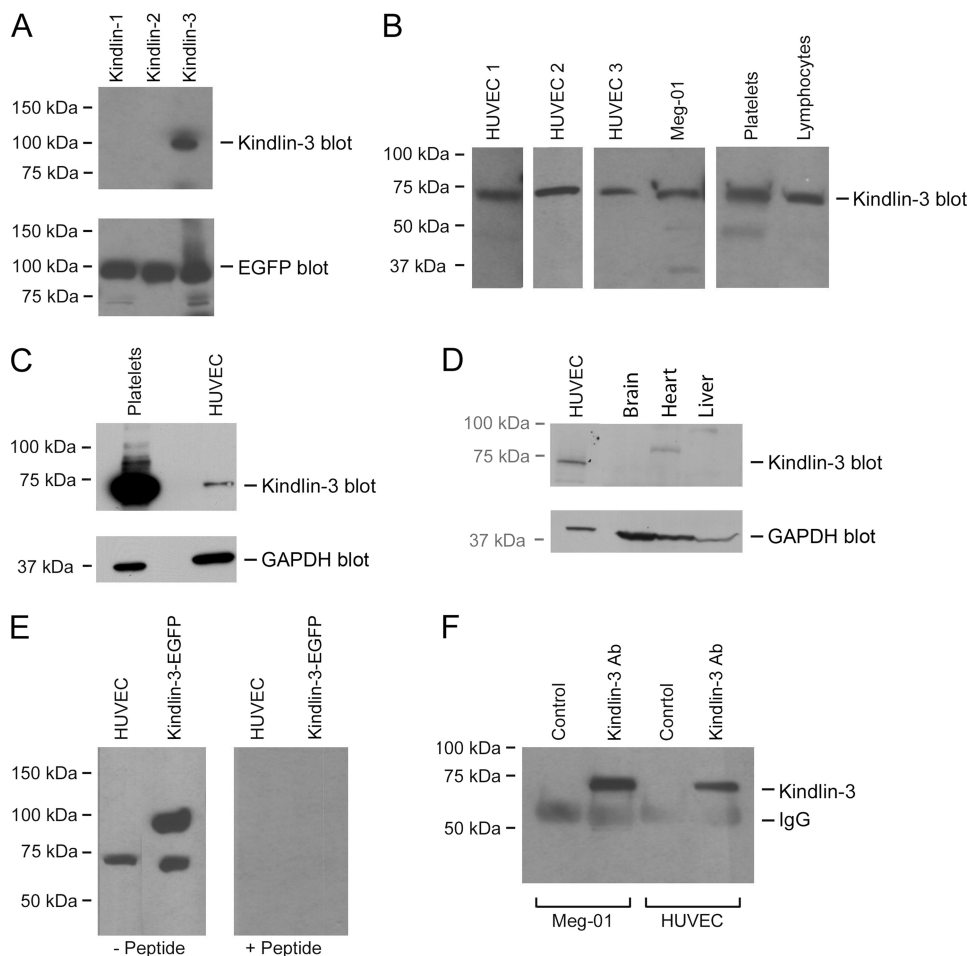 A
Kindlin-1
Kindlin-2
Kindlin-3
150 kDa
100 kDa
75 kDa
Kindlin-3 blot
150 kDa
100 kDa
75 kDa
EGFP blot
B
HUVEC 1
HUVEC 2
HUVEC 3
Meg-01
Platelets
Lymphocytes
100 kDa
75 kDa
50 kDa
37 kDa
Kindlin-3 blot
C
Platelets
HUVEC
100 kDa
75 kDa
Kindlin-3 blot
37 kDa
GAPDH blot
D
HUVEC
Brain
Heart
Liver
100 kDa
75 kDa
Kindlin-3 blot
37 kDa
GAPDH blot
E
HUVEC
Kindlin-3-EGFP
HUVEC
Kindlin-3-EGFP
150 kDa
100 kDa
75 kDa
50 kDa
- Peptide
+ Peptide
F
Control
Kindlin-3 Ab
Conrtol
Kindlin-3 Ab
100 kDa
75 kDa
50 kDa
Kindlin-3
IgG
Meg-01
HUVEC